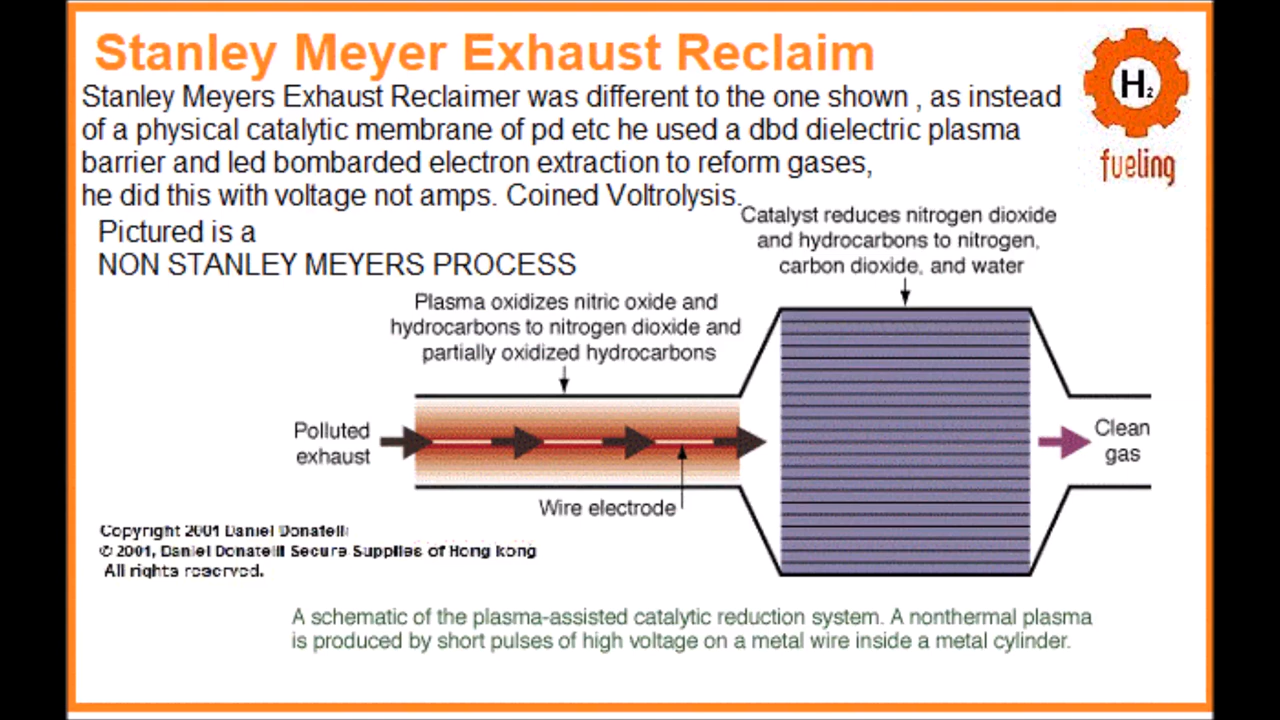 Stanley Meyer Exhaust Reclaim
Stanley Meyers Exhaust Reclaimer was different to the one shown , as instead
of a physical catalytic membrane of pd etc he used a dbd dielectric plasma
barrier and led bombarded electron extraction to reform gases,
he did this with voltage not amps. Coined Voltrolysis.
H2
fueling
Pictured is a
NON STANLEY MEYERS PROCESS
Catalyst reduces nitrogen dioxide
and hydrocarbons to nitrogen,
carbon dioxide, and water
Plasma oxidizes nitric oxide and
hydrocarbons to nitrogen dioxide and
partially oxidized hydrocarbons
Polluted
exhaust
Clean
gas
Wire electrode
Copyright 2001 Daniel Donatelli
© 2001, Daniel Donatelli Secure Supplies of Hong kong
All rights reserved.
A schematic of the plasma-assisted catalytic reduction system. A nonthermal plasma
is produced by short pulses of high voltage on a metal wire inside a metal cylinder.